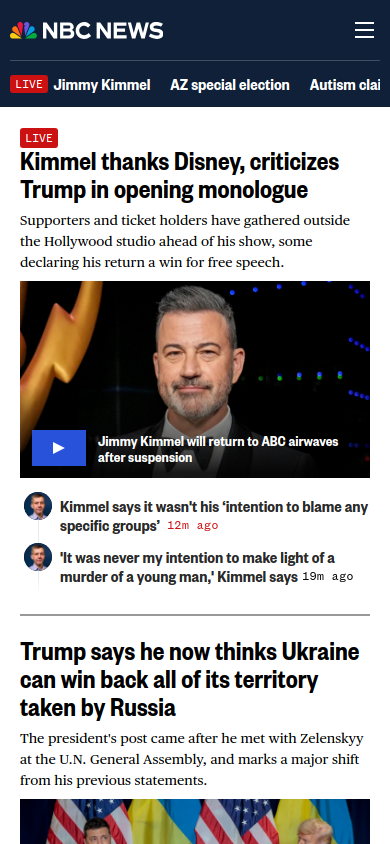 NBC NEWS
LIVE Jimmy Kimmel AZ special election Autism clai
LIVE
Kimmel thanks Disney, criticizes
Trump in opening monologue
Supporters and ticket holders have gathered outside
the Hollywood studio ahead of his show, some
declaring his return a win for free speech.
Jimmy Kimmel will return to ABC airwaves
after suspension
Kimmel says it wasn't his ‘intention to blame any
specific groups’ 12m ago
'It was never my intention to make light of a
murder of a young man,' Kimmel says 19m ago
Trump says he now thinks Ukraine
can win back all of its territory
taken by Russia
The president's post came after he met with Zelenskyy
at the U.N. General Assembly, and marks a major shift
from his previous statements.